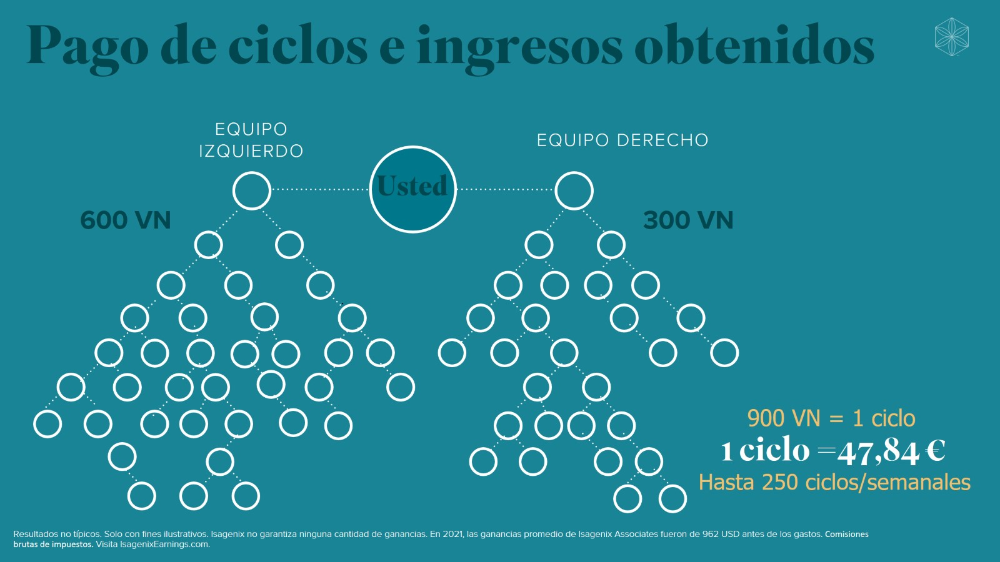 Pago de ciclos e ingresos obtenidos
EQUIPO
IZQUIERDO
EQUIPO DERECHO
Usted
600 VN
300 VN
900 VN = 1 ciclo
1 ciclo =47,84 €
Hasta 250 ciclos/semanales
Resultados no típicos. Solo con fines ilustrativos. Isagenix no garantiza ninguna cantidad de ganancias. En 2021, las ganancias promedio de Isagenix Associates fueron de 962 USD antes de los gastos. Comisiones
brutas de impuestos. Visita IsagenixEarnings.com.